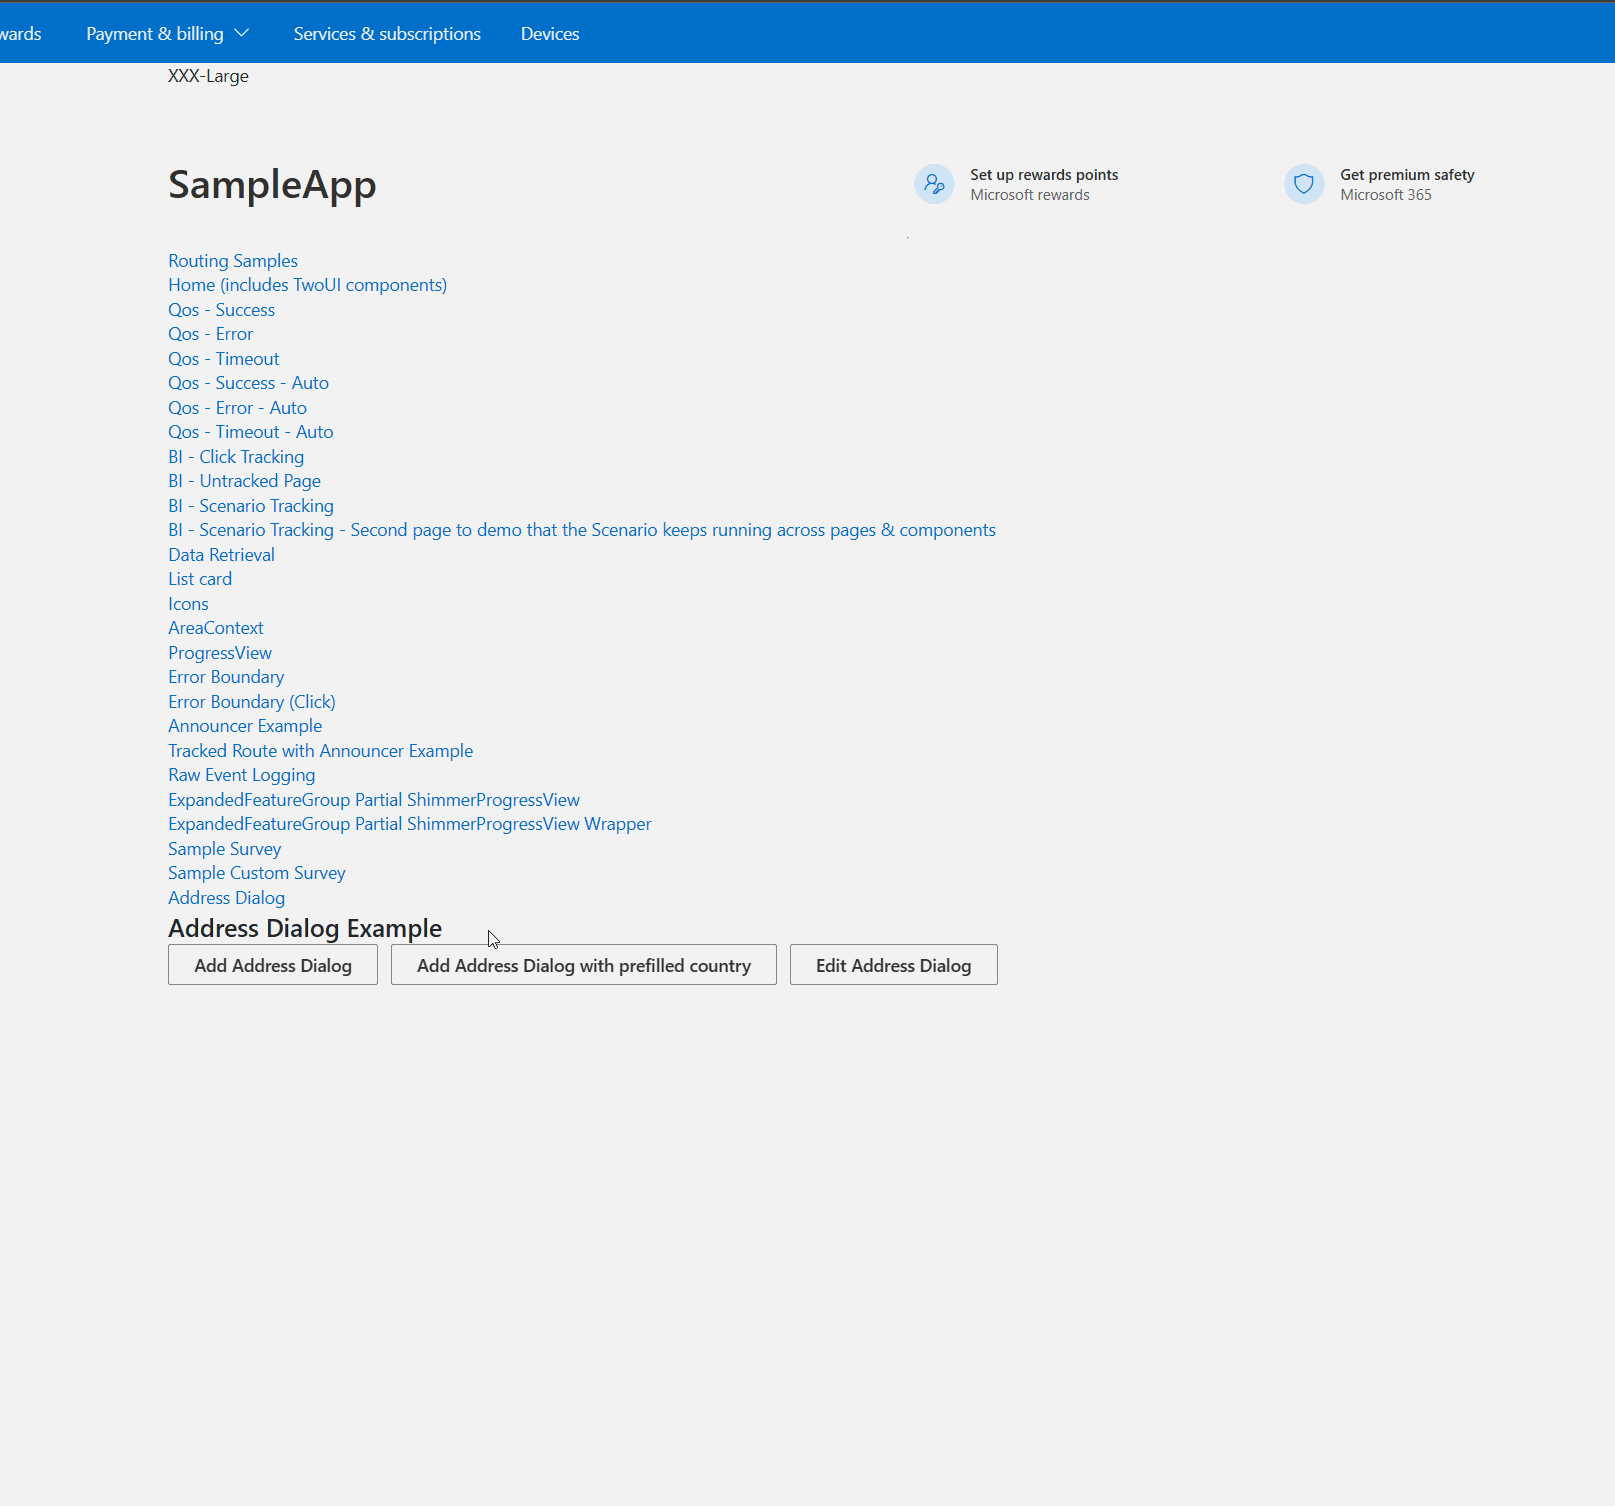 wards Payment & billing Services & subscriptions Devices
XXX-Large
SampleApp
Set up rewards points
Microsoft rewards
Get premium safety
Microsoft 365
Routing Samples
Home (includes TwoUI components)
Qos - Success
Qos - Error
Qos - Timeout
Qos - Success - Auto
Qos - Error - Auto
Qos - Timeout - Auto
BI - Click Tracking
BI - Untracked Page
BI - Scenario Tracking
BI - Scenario Tracking - Second page to demo that the Scenario keeps running across pages & components
Data Retrieval
List card
Icons
AreaContext
ProgressView
Error Boundary
Error Boundary (Click)
Announcer Example
Tracked Route with Announcer Example
Raw Event Logging
ExpandedFeatureGroup Partial ShimmerProgressView
ExpandedFeatureGroup Partial ShimmerProgressView Wrapper
Sample Survey
Sample Custom Survey
Address Dialog
Address Dialog Example
Add Address Dialog Add Address Dialog with prefilled country Edit Address Dialog